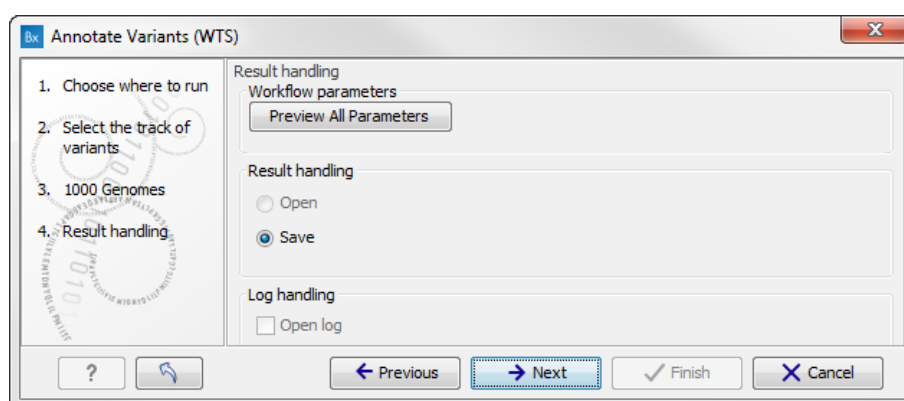 Bx Annotate Variants (WTS)
1. Choose where to run
2. Select the track of
variants
3. 1000 Genomes
4. Result handling
Result handling
Workflow parameters
Preview All Parameters
Result handling
Open
Save
Log handling
Open log
? Previous Next Finish Cancel